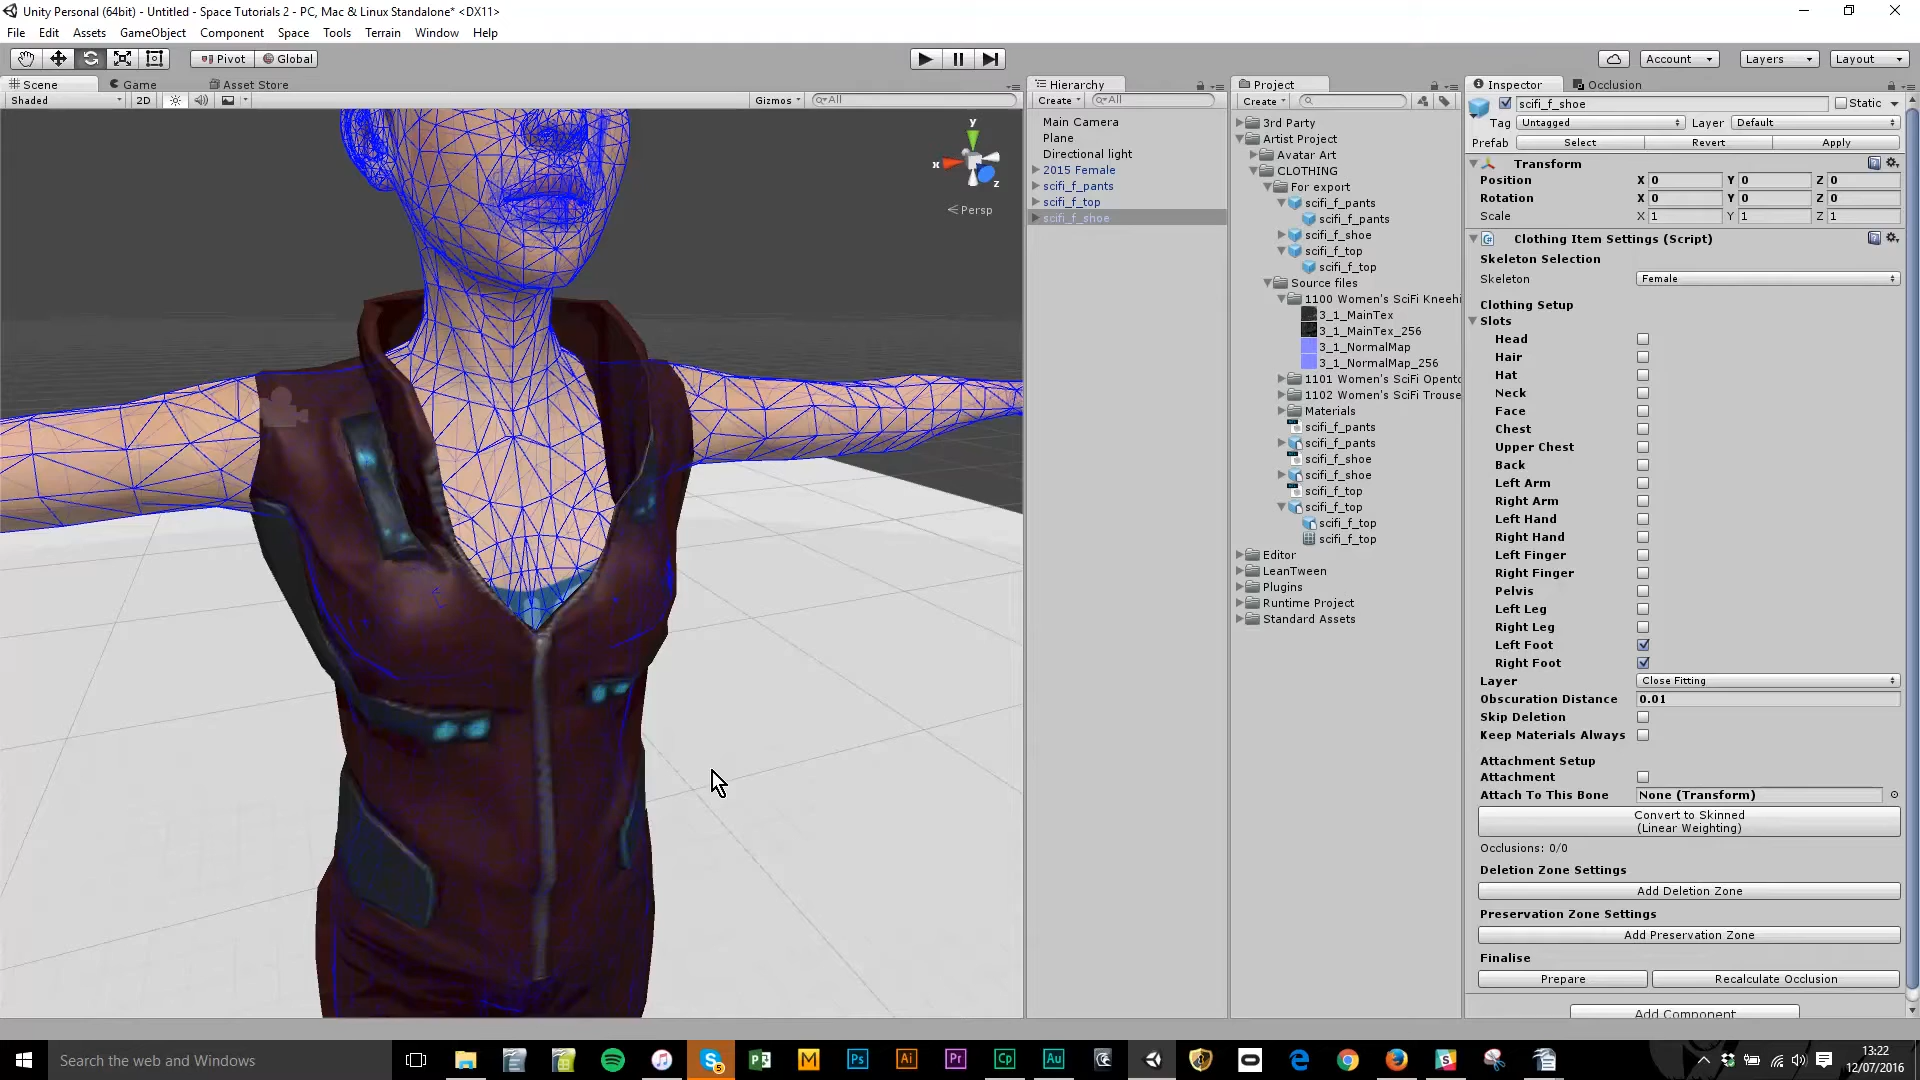 Unity Personal (64bit) - Untitled - Space Tutorials 2 - PC, Mac & Linux Standalone* <DX11>
File Edit Assets GameObject Component Space Tools Terrain Window Help
Pivot Global Account Layers Layout
Scene Game Asset Store
Shaded 2D Gizmos All
y
x
z
Persp
Hierarchy
Create All
Main Camera
Plane
Directional light
2015 Female
scifi_f_pants
scifi_f_top
scifi_f_shoe
Project
Create
3rd Party
Artist Project
Avatar Art
CLOTHING
For export
scifi_f_pants
scifi_f_pants
scifi_f_shoe
scifi_f_top
scifi_f_top
Source files
1100 Women's SciFi Kneehi
3_1_MainTex
3_1_MainTex_256
3_1_NormalMap
3_1_NormalMap_256
1101 Women's SciFi Opento
1102 Women's SciFi Trouse
Materials
scifi_f_pants
scifi_f_pants
scifi_f_shoe
scifi_f_shoe
scifi_f_top
scifi_f_top
scifi_f_top
scifi_f_top
Editor
LeanTween
Plugins
Runtime Project
Standard Assets
Inspector Occlusion
scifi_f_shoe Static
Tag Untagged Layer Default
Prefab Select Revert Apply
Transform
Position X 0 Y 0 Z 0
Rotation X 0 Y 0 Z 0
Scale X 1 Y 1 Z 1
Clothing Item Settings (Script)
Skeleton Selection
Skeleton Female
Clothing Setup
Slots
Head
Hair
Hat
Neck
Face
Chest
Upper Chest
Back
Left Arm
Right Arm
Left Hand
Right Hand
Left Finger
Right Finger
Pelvis
Left Leg
Right Leg
Left Foot
Right Foot
Layer Close Fitting
Obscuration Distance 0.01
Skip Deletion
Keep Materials Always
Attachment Setup
Attachment
Attach To This Bone None (Transform)
Convert to Skinned
(Linear Weighting)
Occlusions: 0/0
Deletion Zone Settings
Add Deletion Zone
Preservation Zone Settings
Add Preservation Zone
Finalise
Prepare Recalculate Occlusion
Add Component
Search the web and Windows
5 Ps Ai Pr Cp Au
13:22
12/07/2016